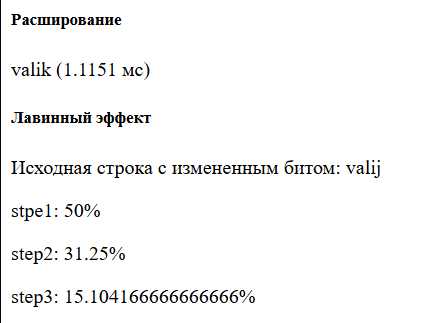 Расширование
valik (1.1151 мс)
Лавинный эффект
Исходная строка с измененным битом: valij
stpe1: 50%
step2: 31.25%
step3: 15.104166666666666%